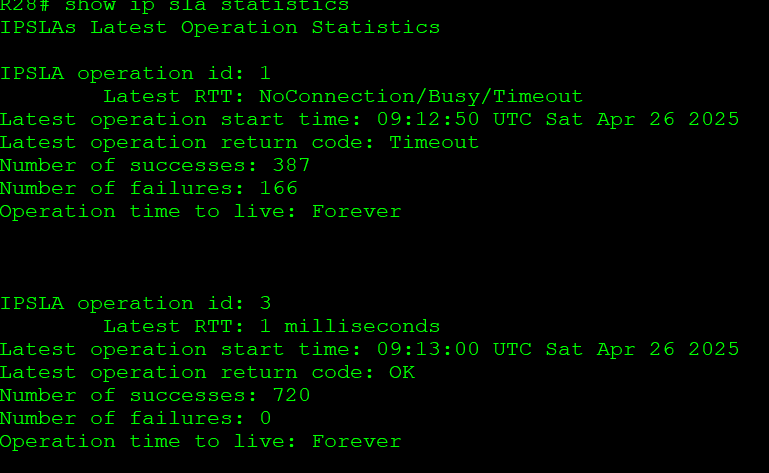 R28# show ip sla statistics
IPSLAs Latest Operation Statistics
IPSLA operation id: 1
Latest RTT: NoConnection/Busy/Timeout
Latest operation start time: 09:12:50 UTC Sat Apr 26 2025
Latest operation return code: Timeout
Number of successes: 387
Number of failures: 166
Operation time to live: Forever
IPSLA operation id: 3
Latest RTT: 1 milliseconds
Latest operation start time: 09:13:00 UTC Sat Apr 26 2025
Latest operation return code: OK
Number of successes: 720
Number of failures: 0
Operation time to live: Forever